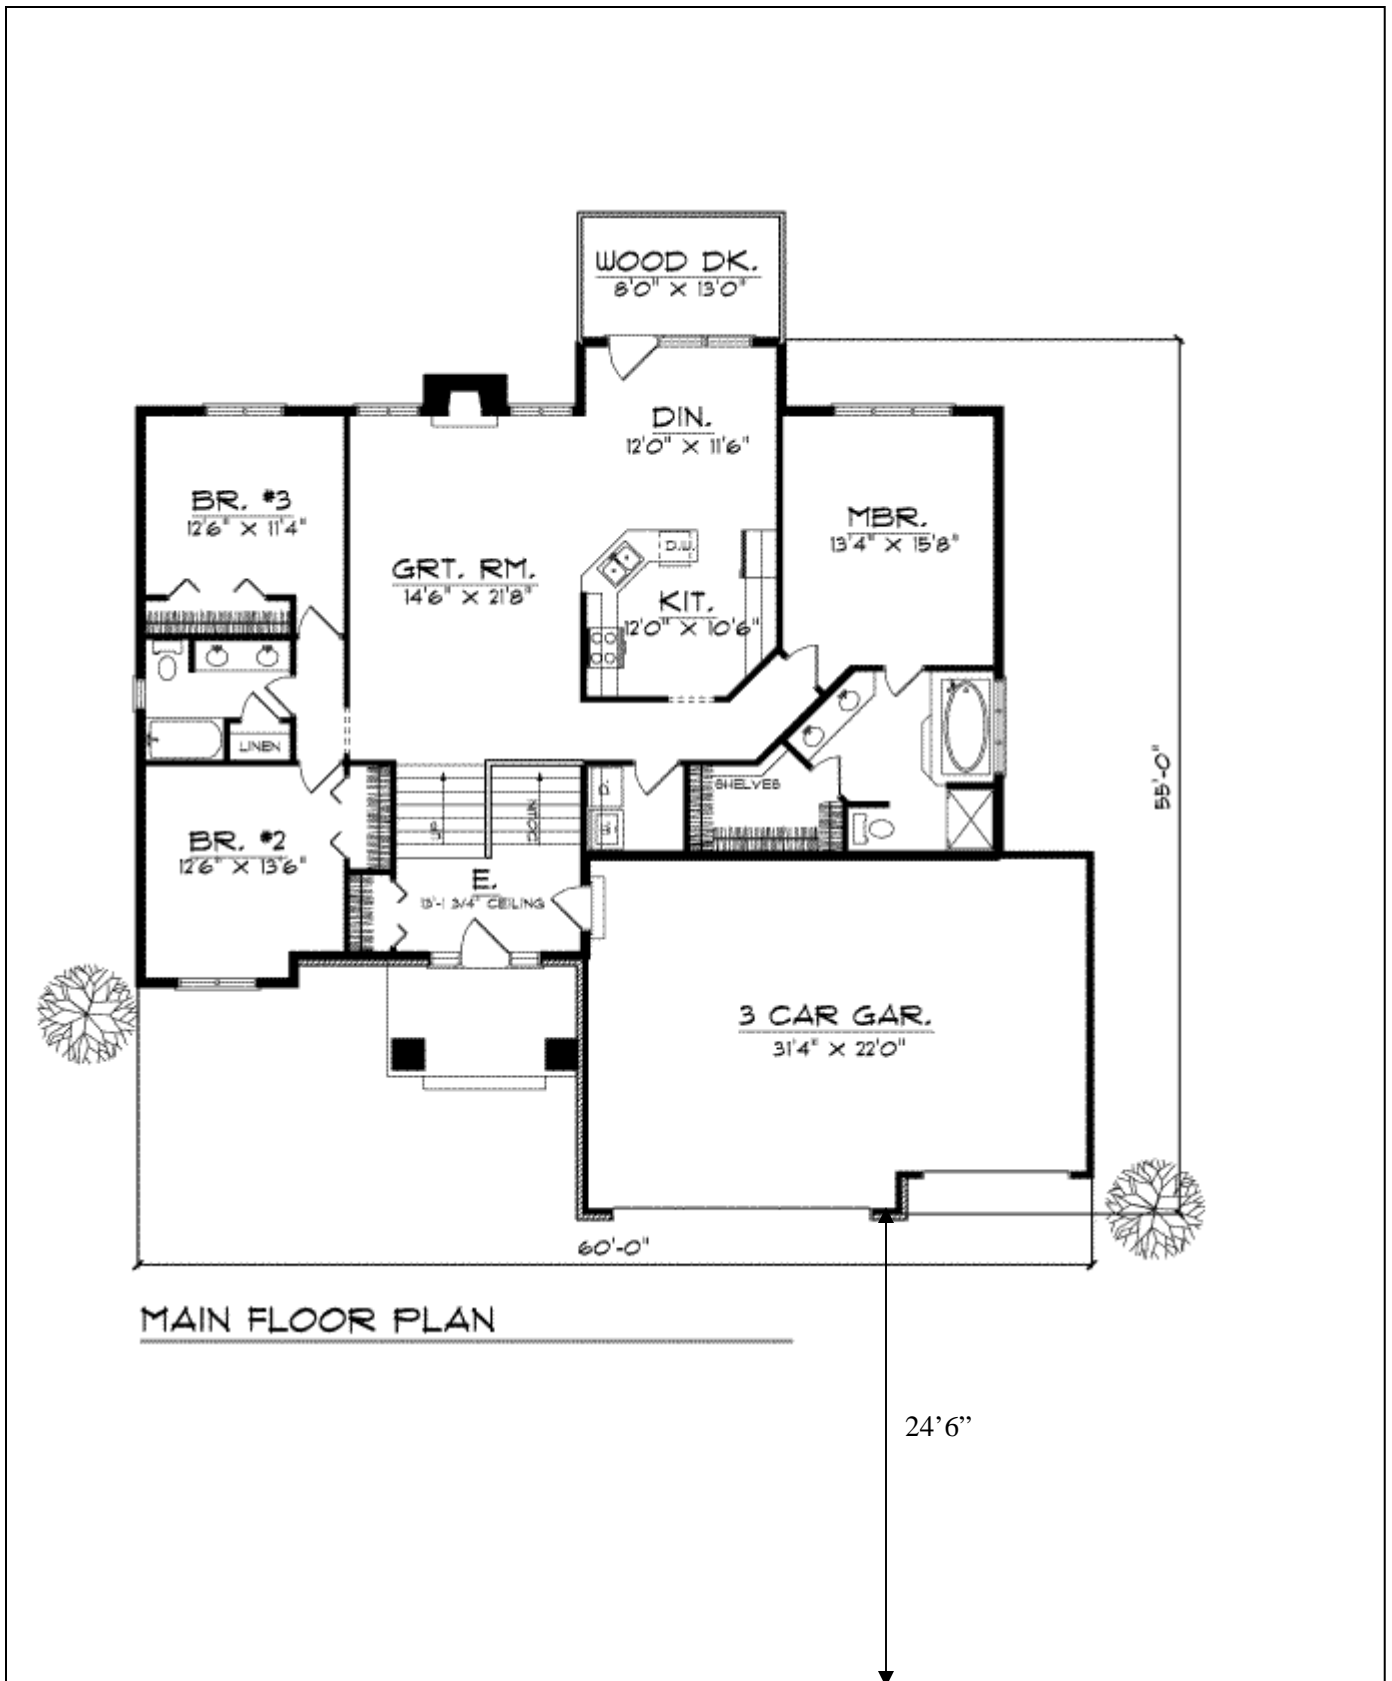 WOOD DK.
8'0" X 13'0"
DIN.
12'0" X 11'6"
BR. #3
12'6" X 11'4"
MBR.
13'4" X 15'8"
D.W.
GRT. RM.
14'6" X 21'8"
KIT.
12'0" X 10'6"
LINEN
SHELVES
D.
W.
UP
DOWN
55'-0"
BR. #2
12'6" X 13'6"
E.
13'-1 3/4" CEILING
3 CAR GAR.
31'4" X 22'0"
60'-0"
MAIN FLOOR PLAN
24’6”